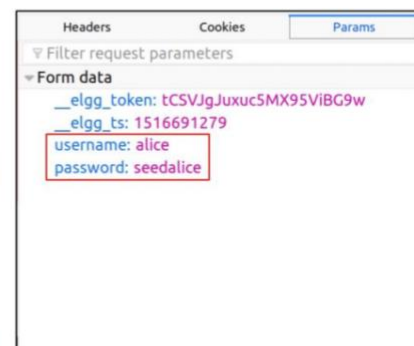 Headers Cookies Params
Filter request parameters
Form data
__elgg_token: tCSVJgJuxuc5MX95ViBG9w
__elgg_ts: 1516691279
username: alice
password: seedalice